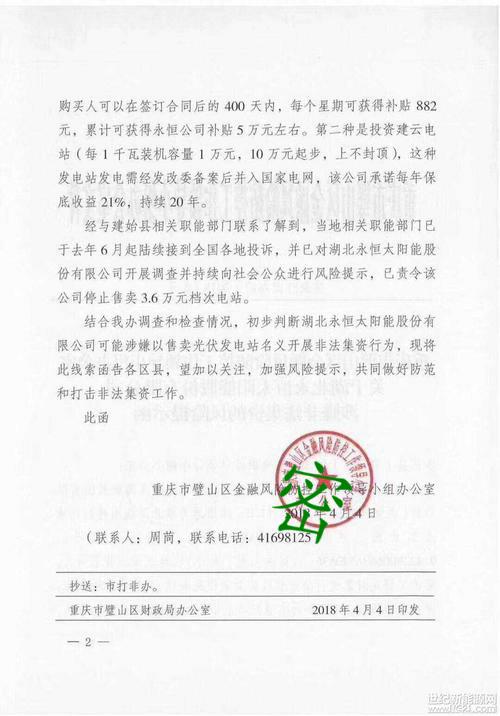 购买人可以在签订合同后的 400 天内，每个星期可获得补贴 882
元，累计可获得永恒公司补贴 5 万元左右。第二种是投资建云电
站（每 1 千瓦装机容量 1 万元，10 万元起步，上不封顶），这种
发电站发电需经发改委备案后并入国家电网，该公司承诺每年保
底收益 21%，持续 20 年。
经与建始县相关职能部门联系了解到，当地相关职能部门已
于去年 6 月起陆续接到全国各地投诉，并已对湖北永恒太阳能股
份有限公司开展调查并持续向社会公众进行风险提示，已责令该
公司停止售卖 3.6 万元档次电站。
结合我办调查和检查情况，初步判断湖北永恒太阳能股份有
限公司可能涉嫌以售卖光伏发电站名义开展非法集资行为，现将
此线索函告各区县，望加以关注，加强风险提示，共同做好防范
和打击非法集资工作。
此函
密
重庆市璧山区金融风险防控工作领导小组办公室
2018 年 4 月 4 日
（联系人：周荫，联系电话：41698125
抄送：市打非办。
重庆市璧山区财政局办公室 2018 年 4 月 4 日印发
— 2 —
世纪新能源网